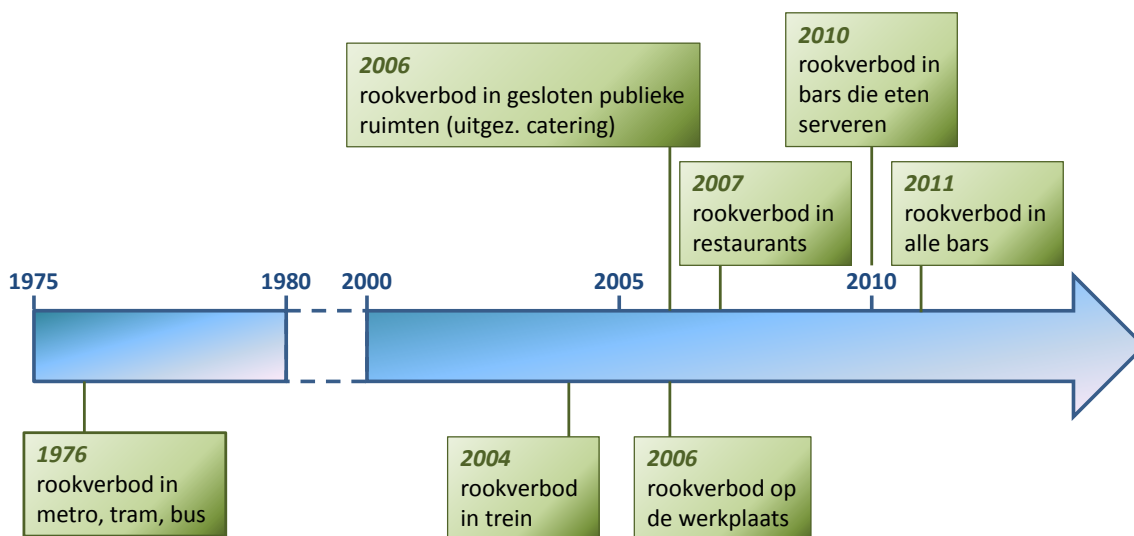 2006
rookverbod in gesloten publieke
ruimten (uitgez. catering)
2010
rookverbod in
bars die eten
serveren
2007
rookverbod in
restaurants
2011
rookverbod in
alle bars
1975
1980
2000
2005
2010
1976
rookverbod in
metro, tram, bus
2004
rookverbod
in trein
2006
rookverbod op
de werkplaats